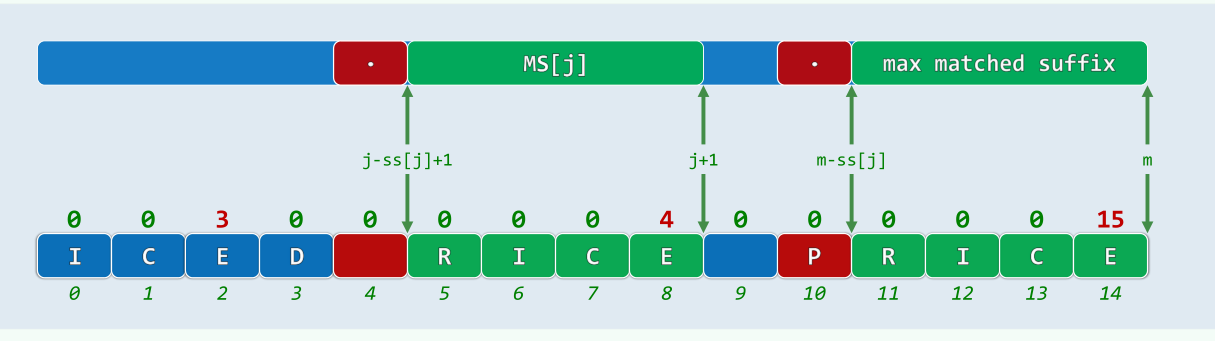 · MS[j] · max matched suffix
j-ss[j]+1 j+1 m-ss[j] m
0 0 3 0 0 0 0 0 4 0 0 0 0 0 15
I C E D R I C E P R I C E
0 1 2 3 4 5 6 7 8 9 10 11 12 13 14